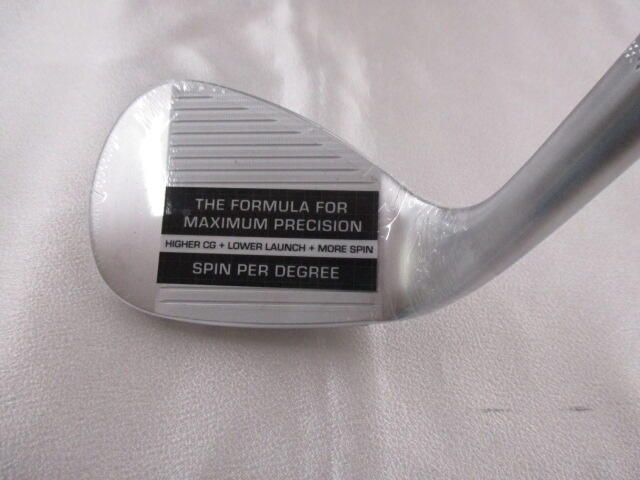 THE FORMULA FOR
MAXIMUM PRECISION
HIGHER CG + LOWER LAUNCH + MORE SPIN
SPIN PER DEGREE